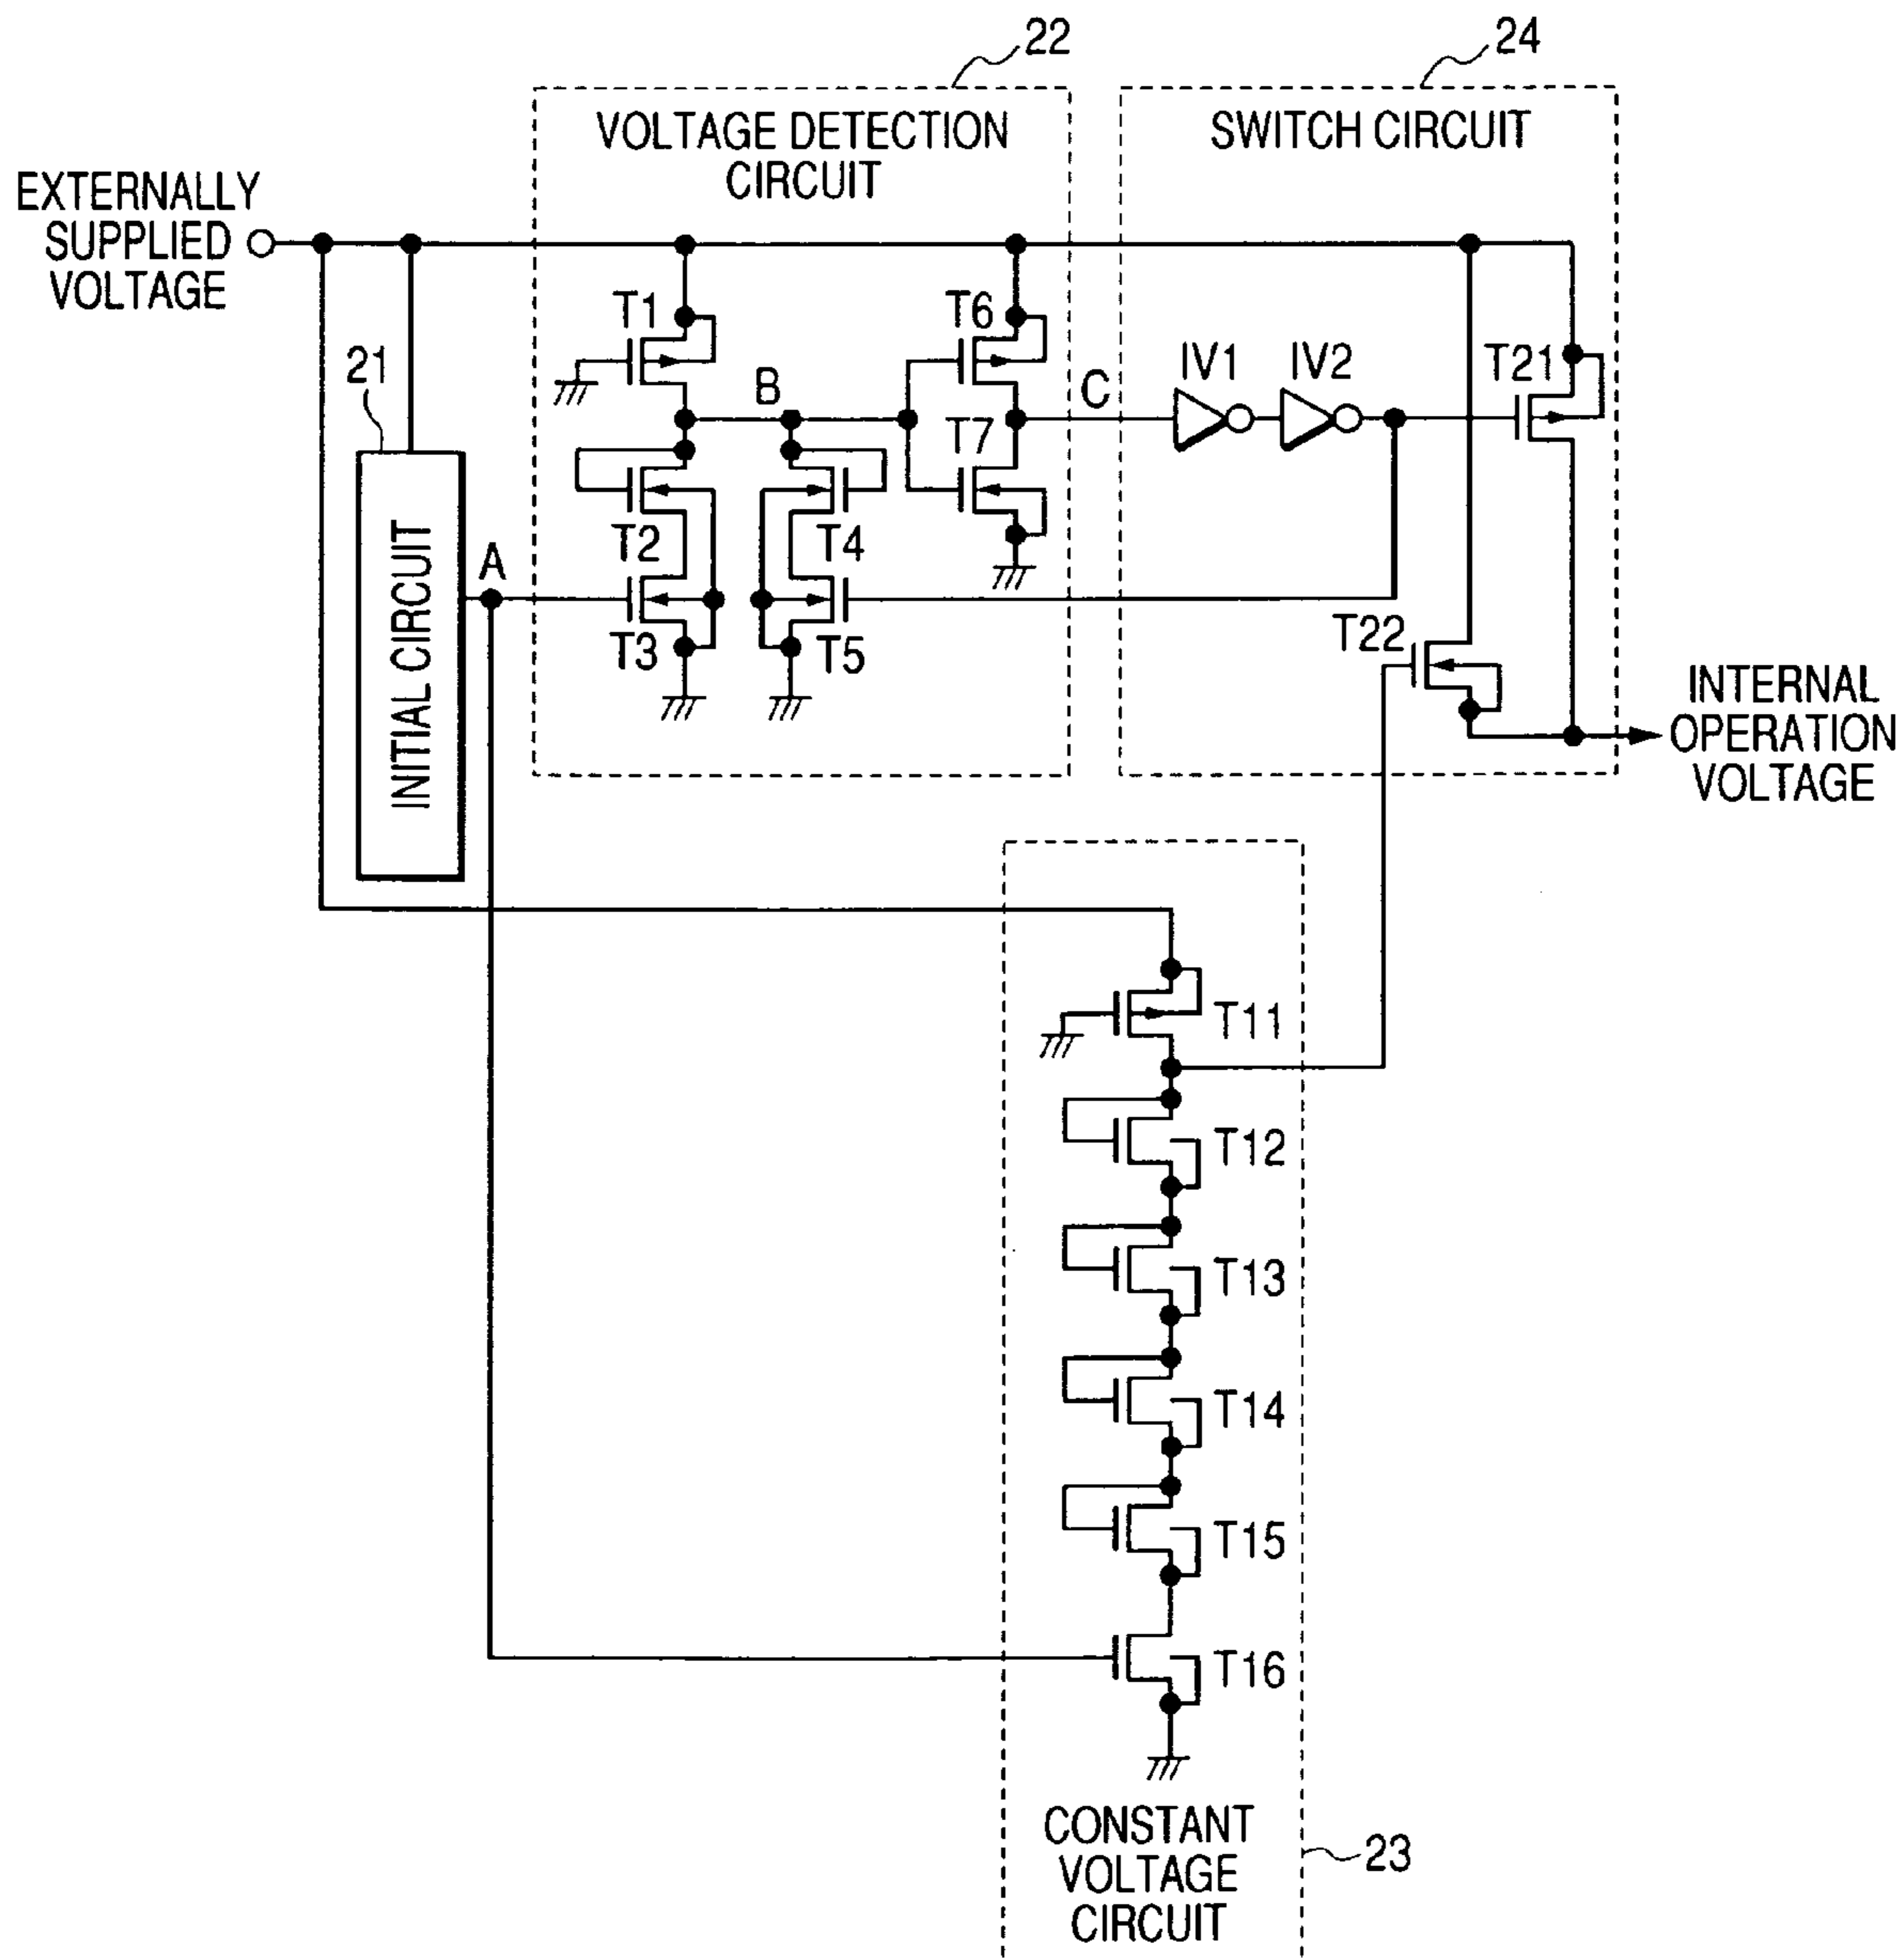 22
24
VOLTAGE DETECTION
CIRCUIT
SWITCH CIRCUIT
EXTERNALLY
SUPPLIED
VOLTAGE
T1
T6
21
B
C
IV1
IV2
T21
T7
INITIAL CIRCUIT
A
T2
T4
T3
T5
T22
INTERNAL
OPERATION
VOLTAGE
T11
T12
T13
T14
T15
T16
CONSTANT
VOLTAGE
CIRCUIT
23